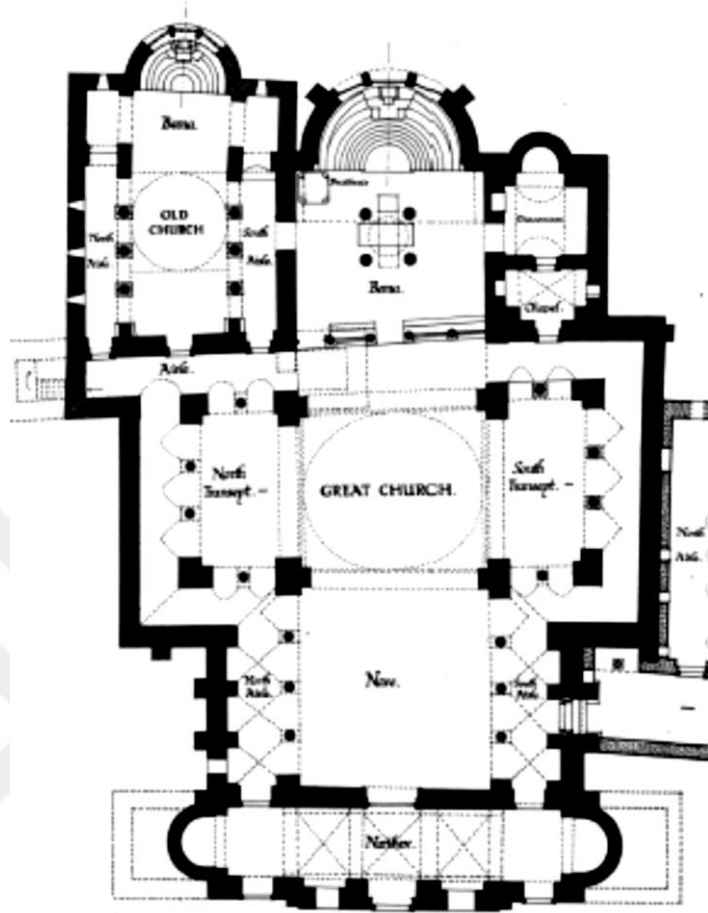 Bema.
OLD
CHURCH
North
Aisle.
South
Aisle.
Prothesis
Bema.
Diaconicon
Chapel.
Aisle.
North
Transept.
GREAT CHURCH.
South
Transept.
North
Aisle.
Nave.
North
Aisle.
South
Aisle.
Narthex.